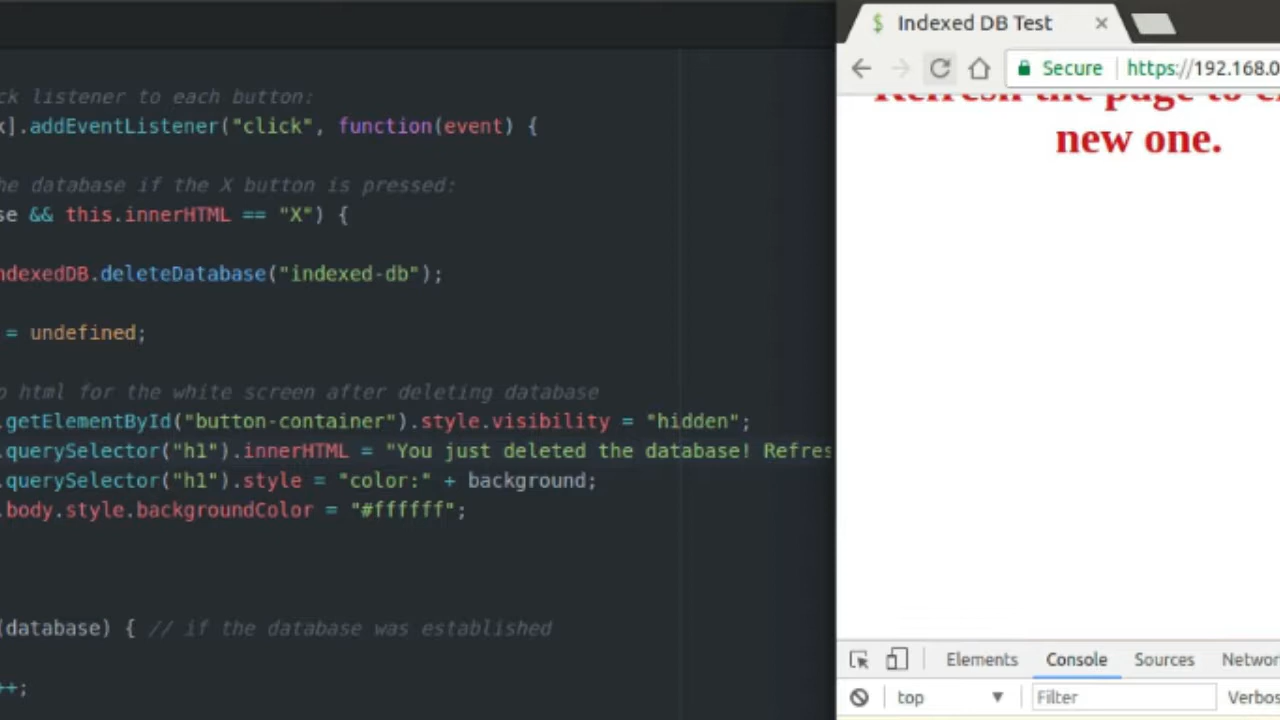 ck listener to each button:
x].addEventListener("click", function(event) {
he database if the X button is pressed:
se && this.innerHTML == "X") {
ndexedDB.deleteDatabase("indexed-db");
= undefined;
o html for the white screen after deleting database
.getElementById("button-container").style.visibility = "hidden";
.querySelector("h1").innerHTML = "You just deleted the database! Refres
.querySelector("h1").style = "color:" + background;
.body.style.backgroundColor = "#ffffff";
(database) { // if the database was established
++;
$ Indexed DB Test
Secure https://192.168.0
Refresh the page to c
new one.
Elements Console Sources Networ
top ▼ Filter Verbos